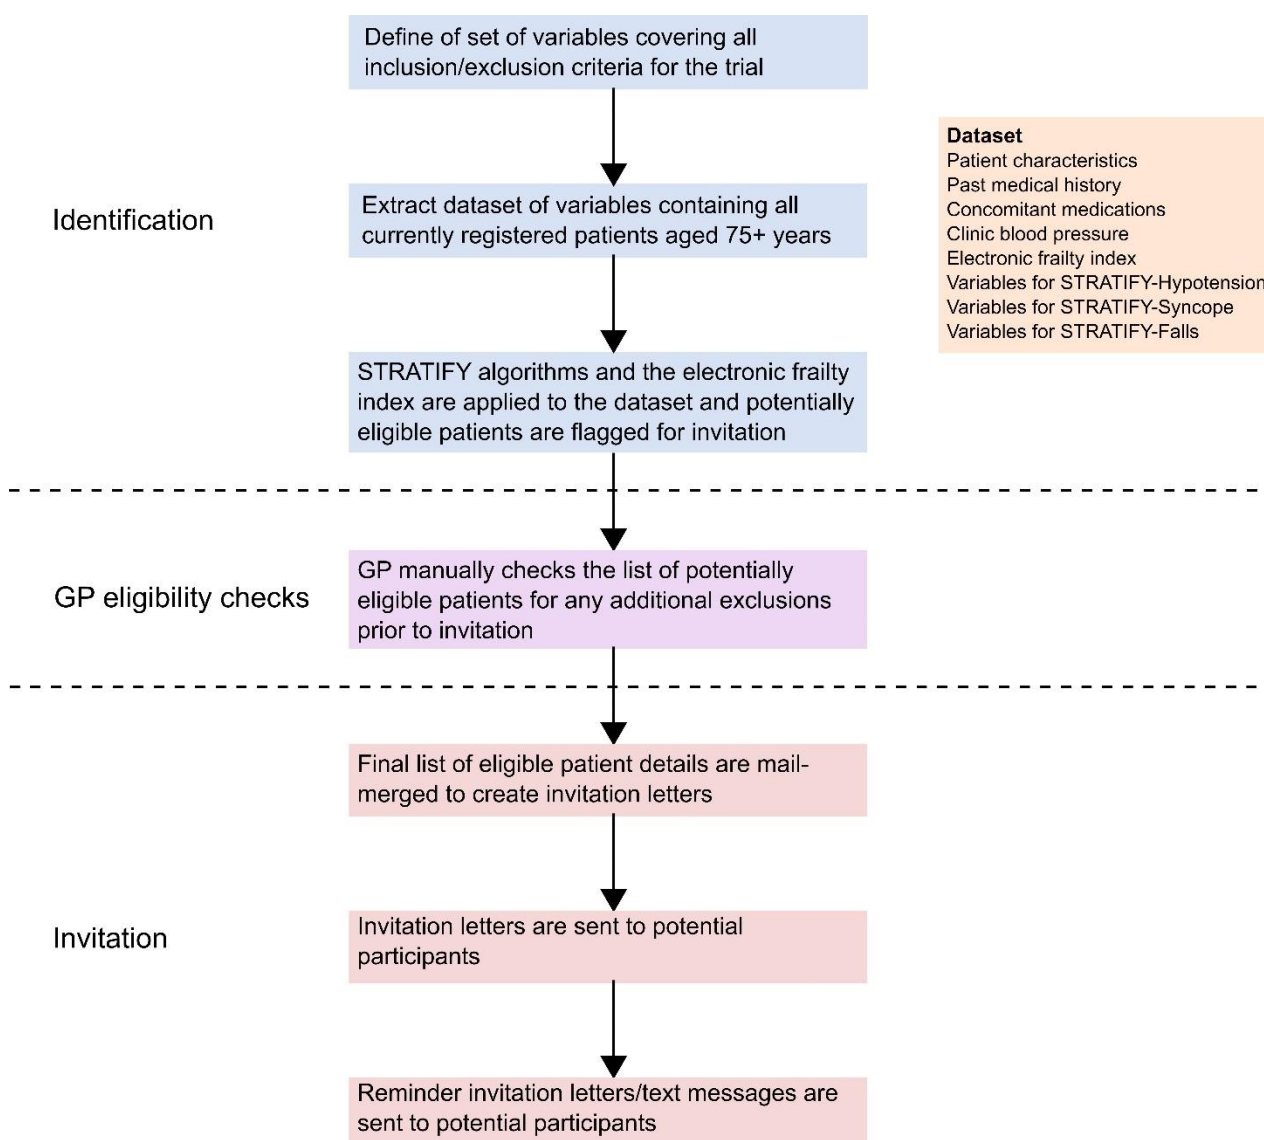 Define of set of variables covering all
inclusion/exclusion criteria for the trial
Identification
Extract dataset of variables containing all
currently registered patients aged 75+ years
STRATIFY algorithms and the electronic frailty
index are applied to the dataset and potentially
eligible patients are flagged for invitation
Dataset
Patient characteristics
Past medical history
Concomitant medications
Clinic blood pressure
Electronic frailty index
Variables for STRATIFY-Hypotension
Variables for STRATIFY-Syncope
Variables for STRATIFY-Falls
GP eligibility checks
GP manually checks the list of potentially
eligible patients for any additional exclusions
prior to invitation
Final list of eligible patient details are mail-
merged to create invitation letters
Invitation
Invitation letters are sent to potential
participants
Reminder invitation letters/text messages are
sent to potential participants